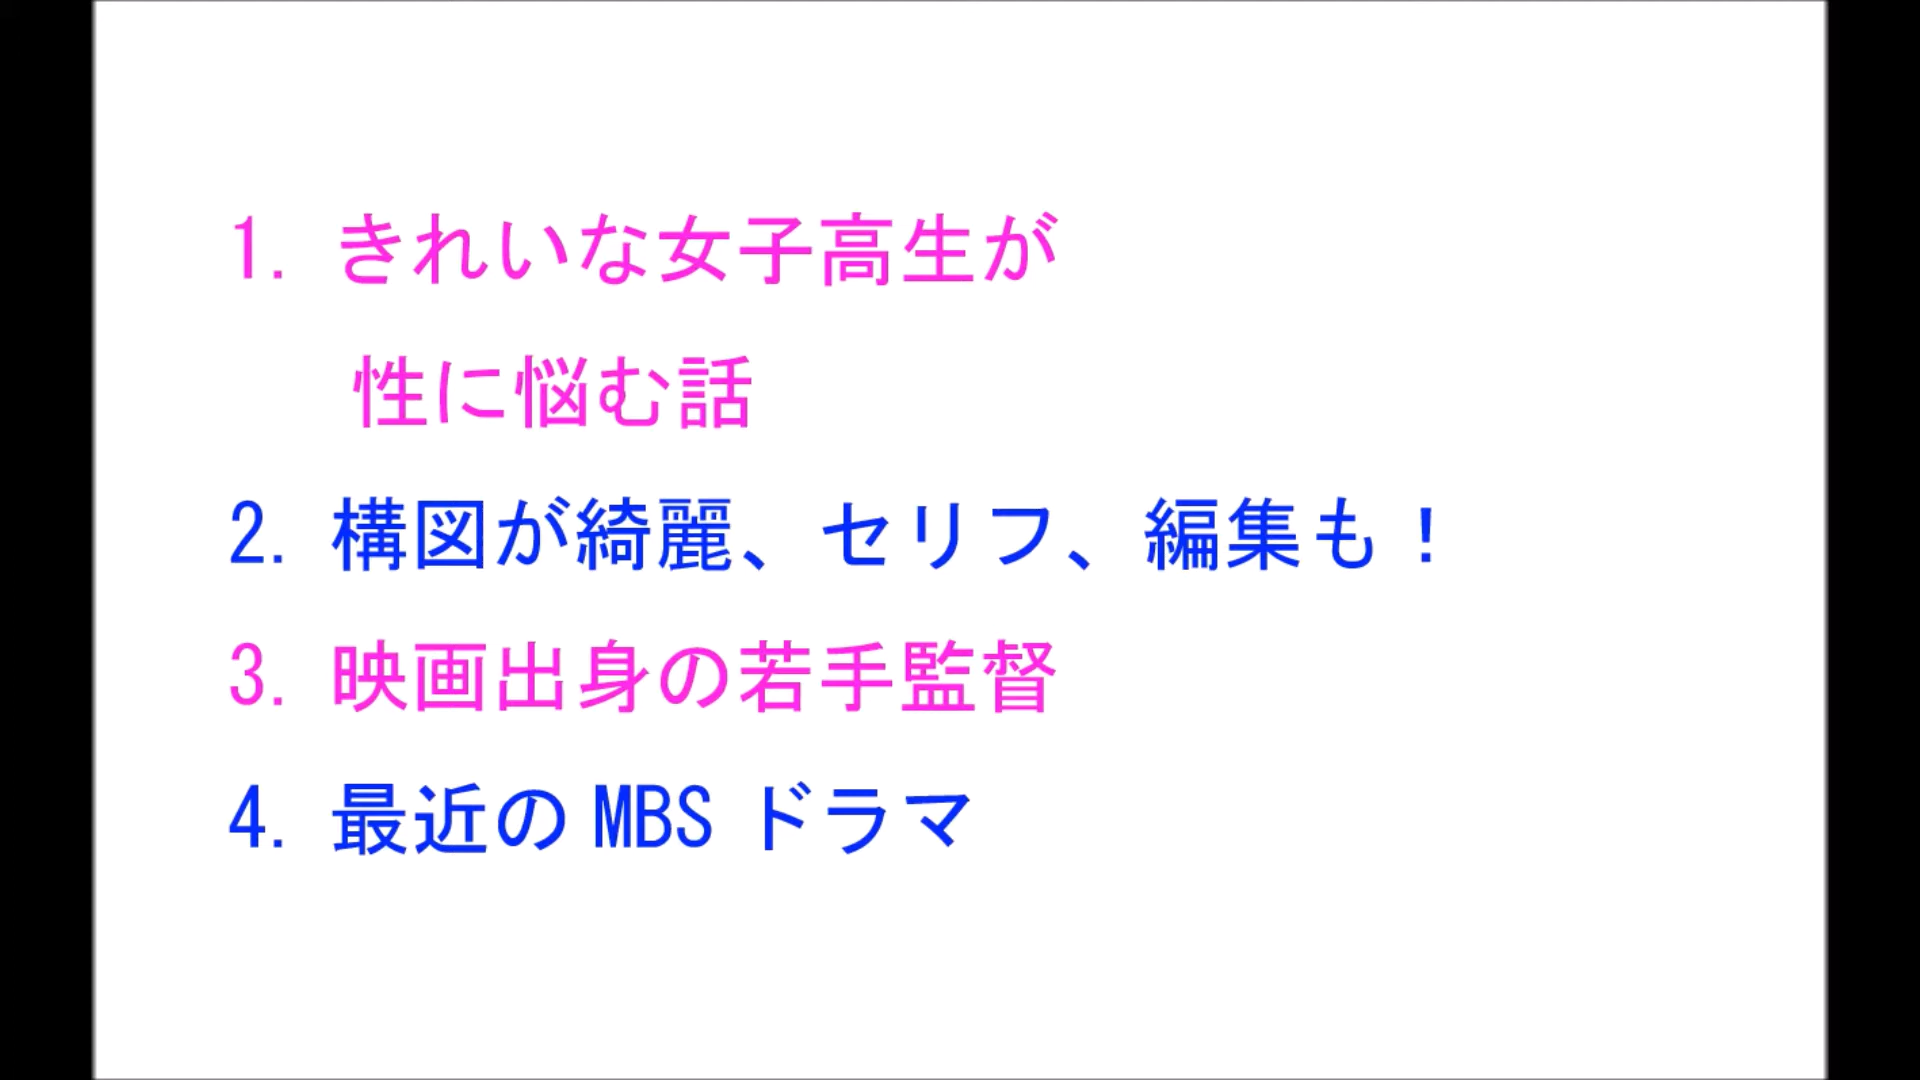 1. きれいな女子高生が
性に悩む話
2. 構図が綺麗、セリフ、編集も！
3. 映画出身の若手監督
4. 最近のMBSドラマ